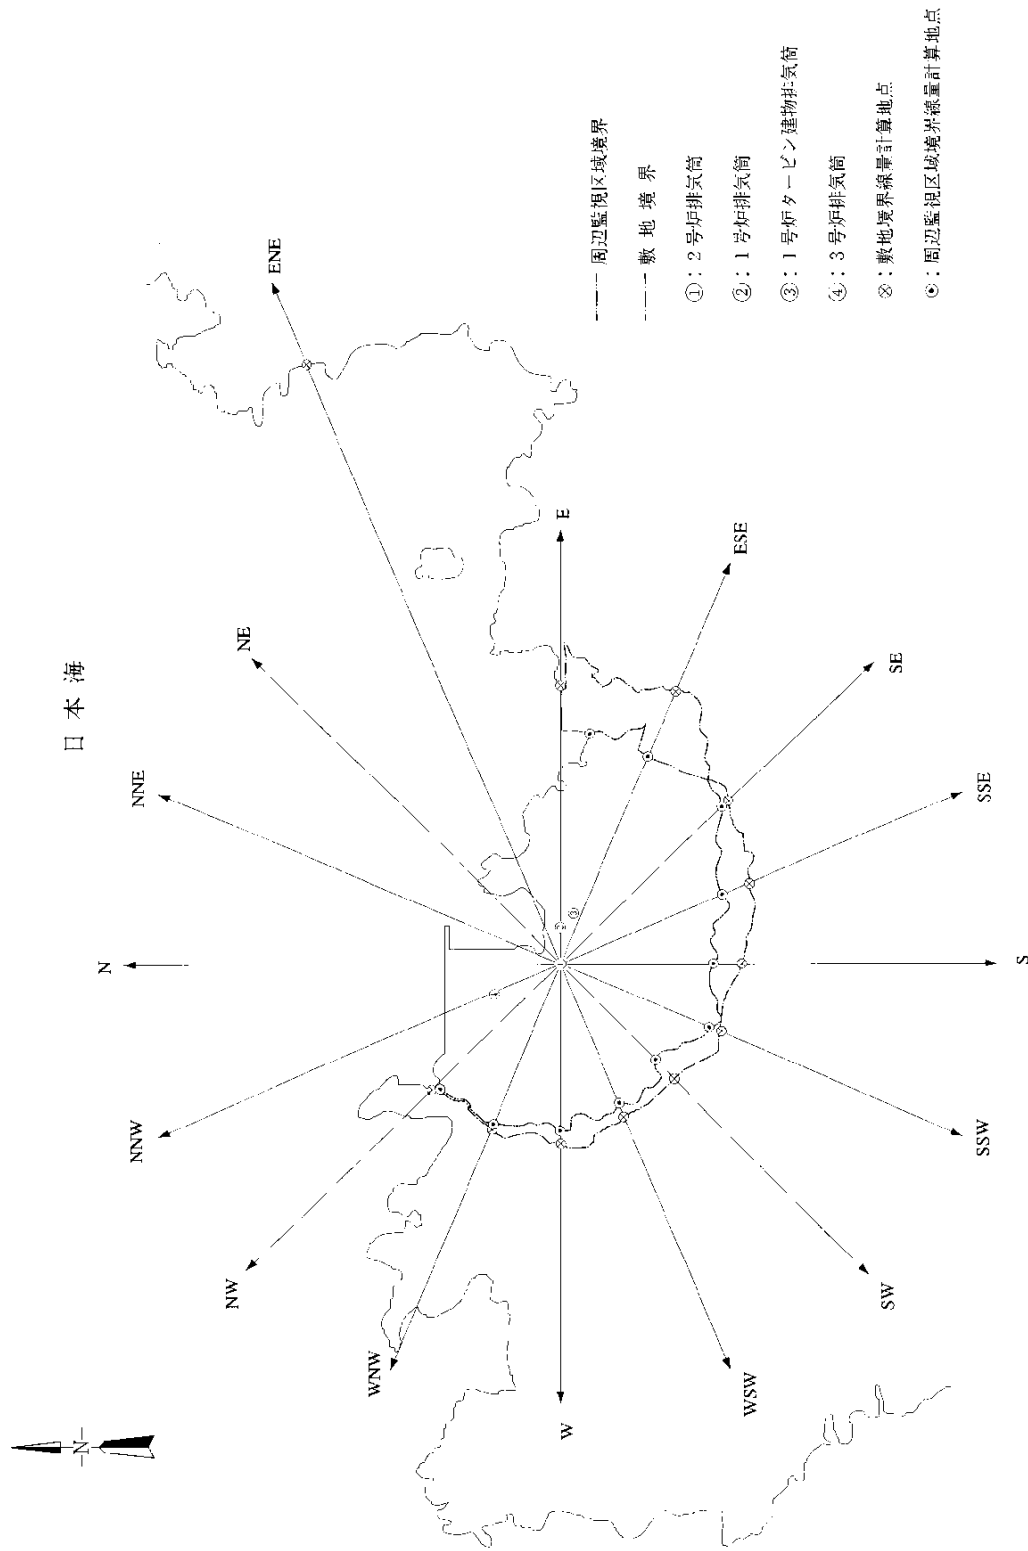 日本海
N
NNE
NE
ENE
E
ESE
SE
SSE
S
SSW
SW
WSW
W
WNW
NW
NNW
N
周辺監視区域境界
敷地境界
①：2号炉排気筒
②：1号炉排気筒
③：1号炉タービン建物排気筒
④：3号炉排気筒
⊗：敷地境界線量計算地点
⊙：周辺監視区域境界線量計算地点